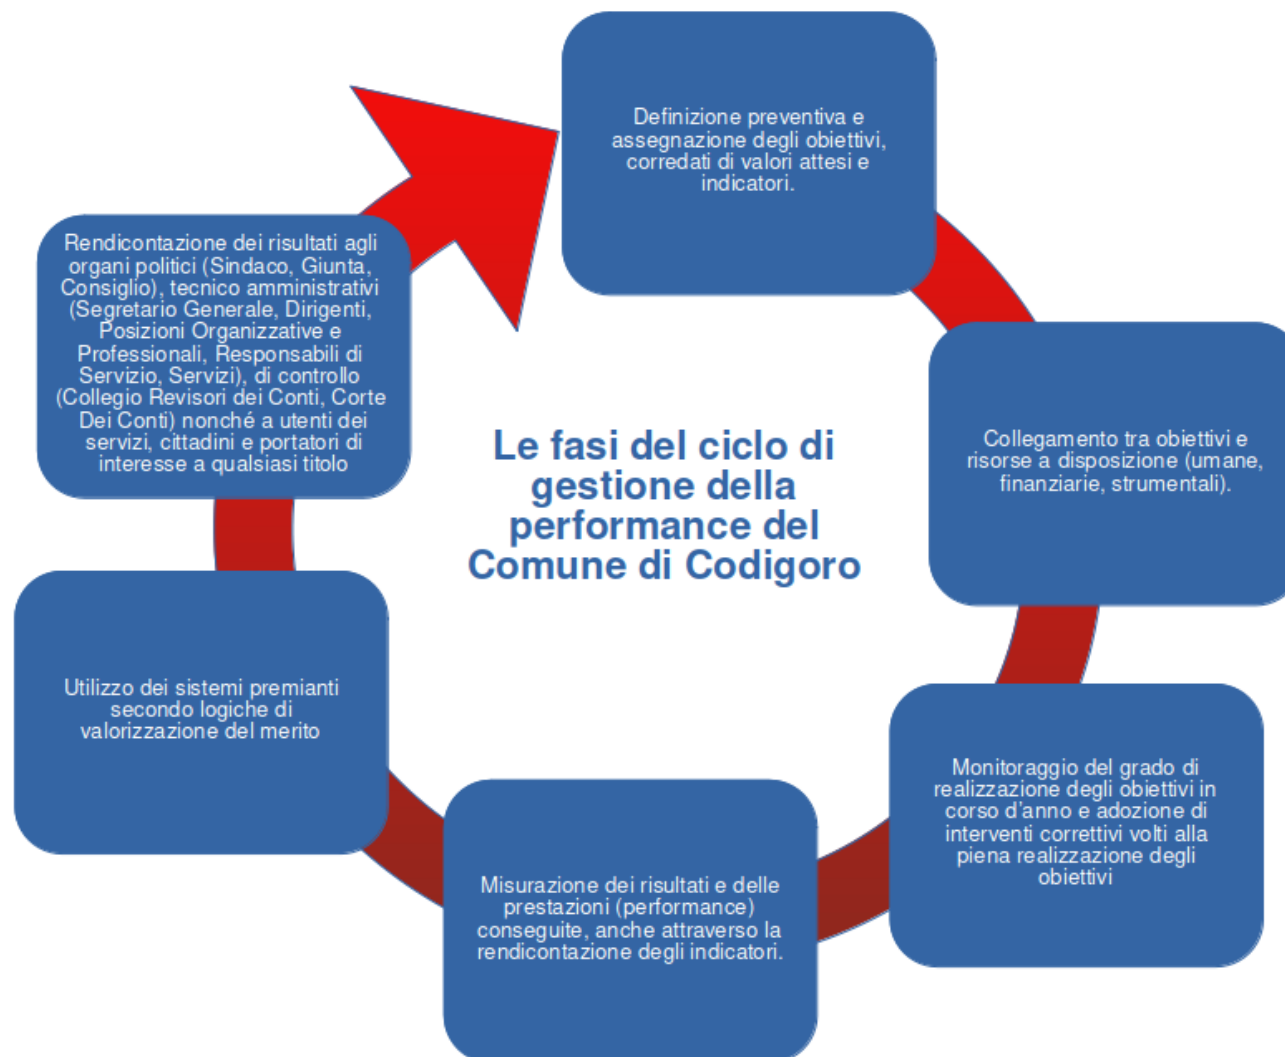 Definizione preventiva e
assegnazione degli obiettivi,
corredati di valori attesi e
indicatori.
Collegamento tra obiettivi e
risorse a disposizione (umane,
finanziarie, strumentali).
Monitoraggio del grado di
realizzazione degli obiettivi in
corso d'anno e adozione di
interventi correttivi volti alla
piena realizzazione degli
obiettivi
Misurazione dei risultati e delle
prestazioni (performance)
conseguite, anche attraverso la
rendicontazione degli indicatori.
Utilizzo dei sistemi premianti
secondo logiche di
valorizzazione del merito
Rendicontazione dei risultati agli
organi politici (Sindaco, Giunta,
Consiglio), tecnico amministrativi
(Segretario Generale, Dirigenti,
Posizioni Organizzative e
Professionali, Responsabili di
Servizio, Servizi), di controllo
(Collegio Revisori dei Conti, Corte
Dei Conti) nonché a utenti dei
servizi, cittadini e portatori di
interesse a qualsiasi titolo
Le fasi del ciclo di
gestione della
performance del
Comune di Codigoro